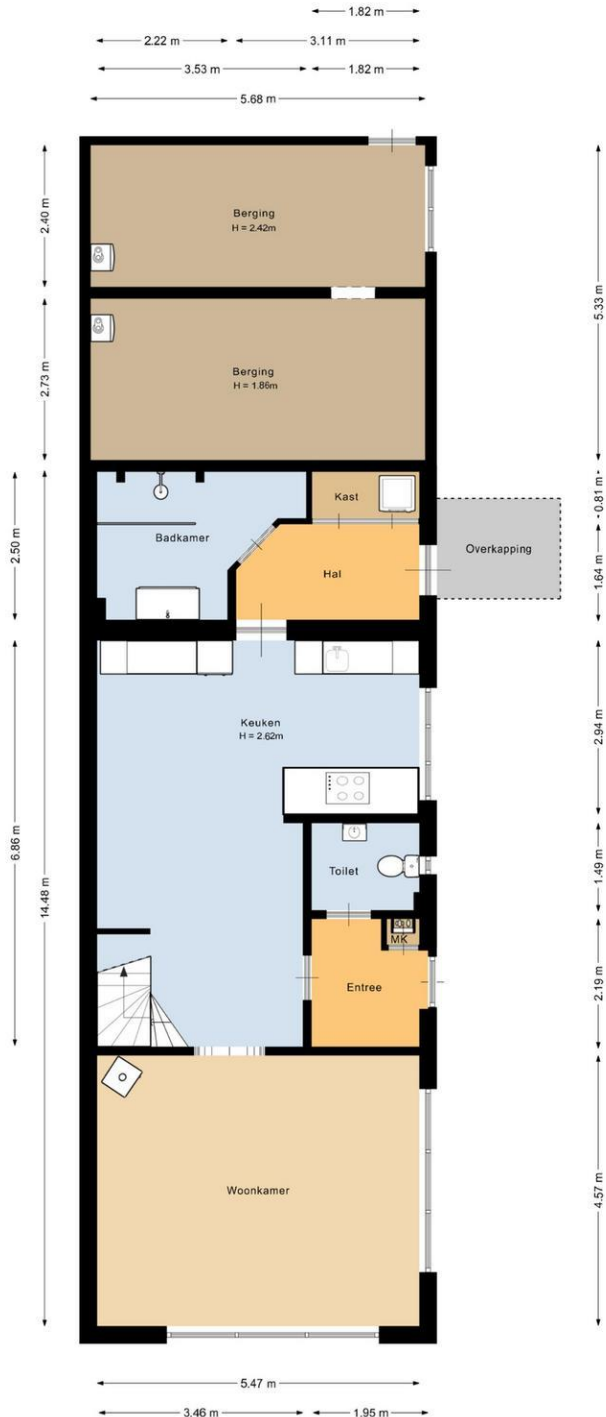 1.82 m
2.22 m 3.11 m
3.53 m 1.82 m
5.68 m
2.40 m
5.33 m
Berging
H = 2.42m
2.73 m
Berging
H = 1.86m
2.50 m
0.81 m
Kast
Badkamer
Overkapping
Hal
1.64 m
14.48 m
6.86 m
Keuken
H = 2.62m
2.94 m
Toilet
1.49 m
MK
Entree
2.19 m
Woonkamer
4.57 m
5.47 m
3.46 m 1.95 m